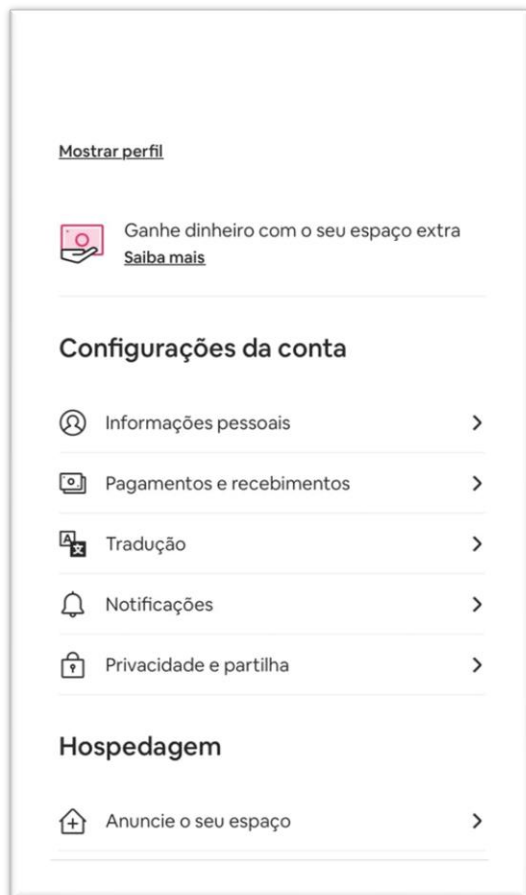 Mostrar perfil
Ganhe dinheiro com o seu espaço extra
Saiba mais
Configurações da conta
Informações pessoais
Pagamentos e recebimentos
Tradução
Notificações
Privacidade e partilha
Hospedagem
Anuncie o seu espaço